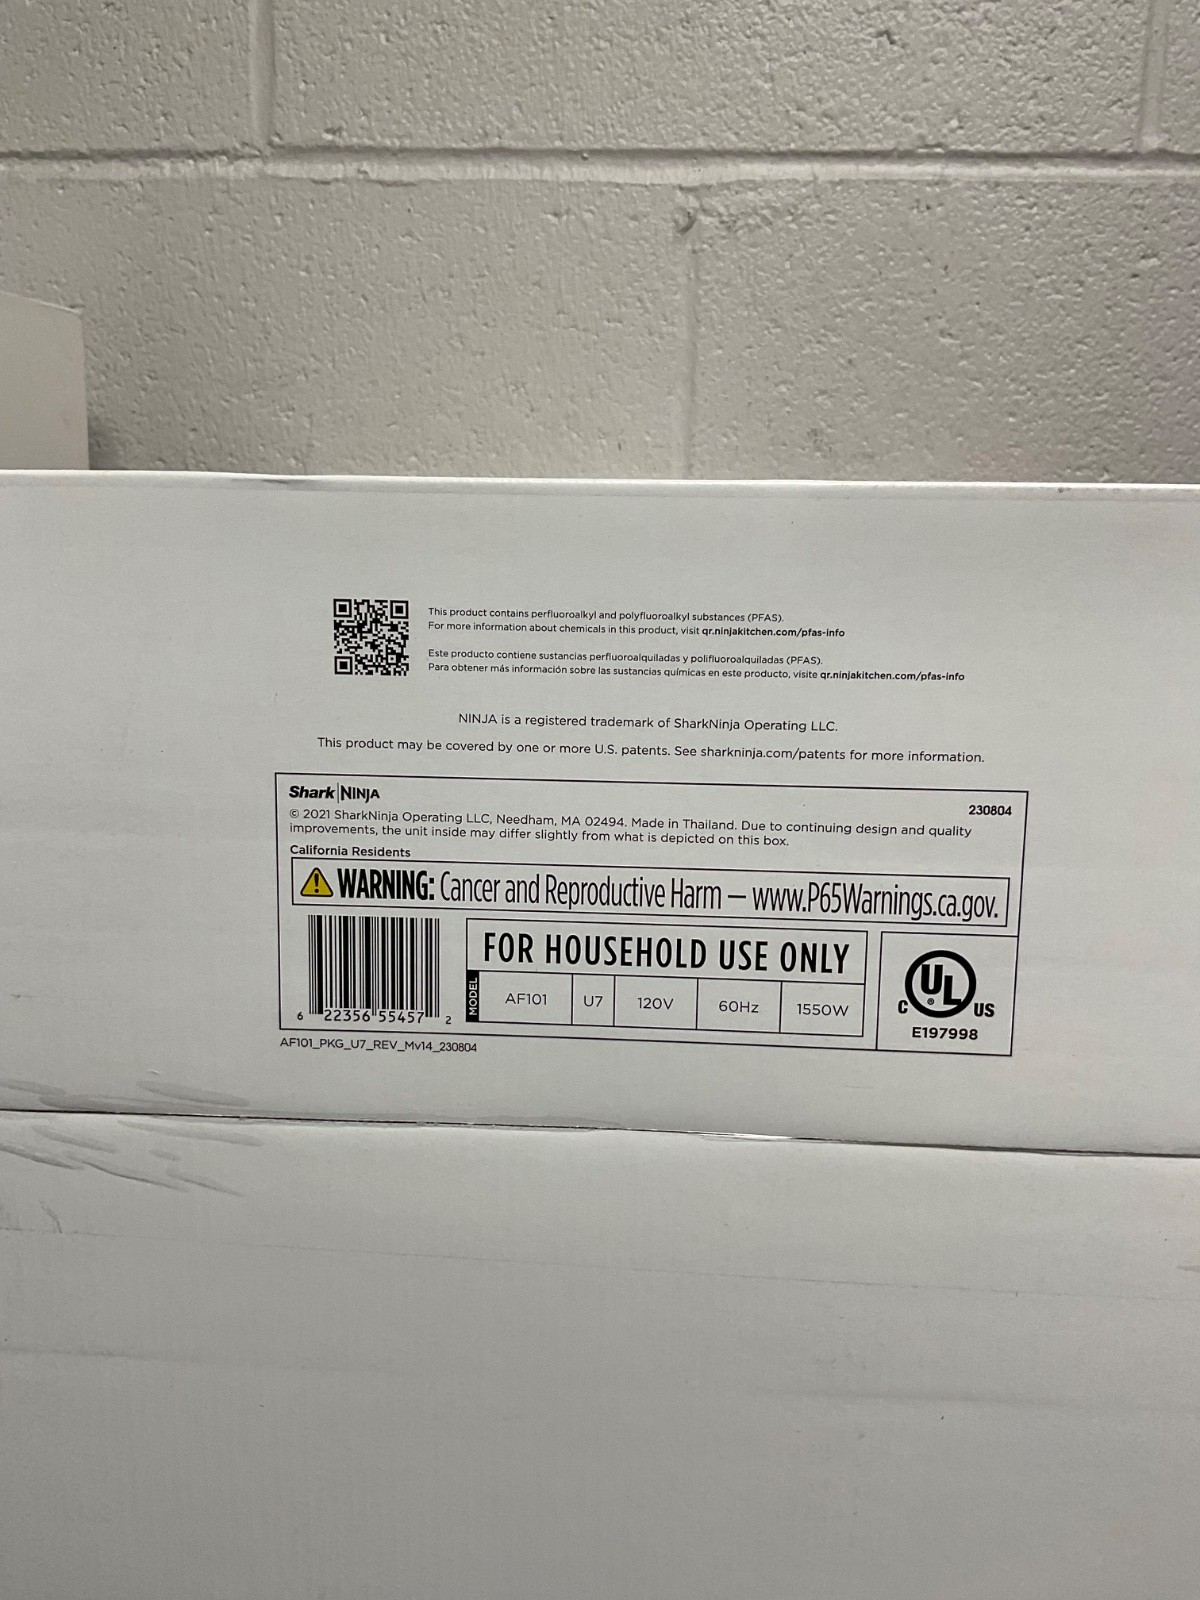 This product contains perfluoroalkyl and polyfluoroalkyl substances (PFAS).
For more information about chemicals in this product, visit qr.ninjakitchen.com/pfas-info
Este producto contiene sustancias perfluoroalquiladas y polifluoroalquiladas (PFAS).
Para obtener más información sobre las sustancias químicas en este producto, visite qr.ninjakitchen.com/pfas-info
NINJA is a registered trademark of SharkNinja Operating LLC.
This product may be covered by one or more U.S. patents. See sharkninja.com/patents for more information.
Shark|NINJA
230804
© 2021 SharkNinja Operating LLC, Needham, MA 02494. Made in Thailand. Due to continuing design and quality
improvements, the unit inside may differ slightly from what is depicted on this box.
California Residents
WARNING: Cancer and Reproductive Harm — www.P65Warnings.ca.gov.
FOR HOUSEHOLD USE ONLY
MODEL AF101 U7 120V 60Hz 1550W
C UL ® US
E197998
6 22356 55457 2
AF101_PKG_U7_REV_Mv14_230804